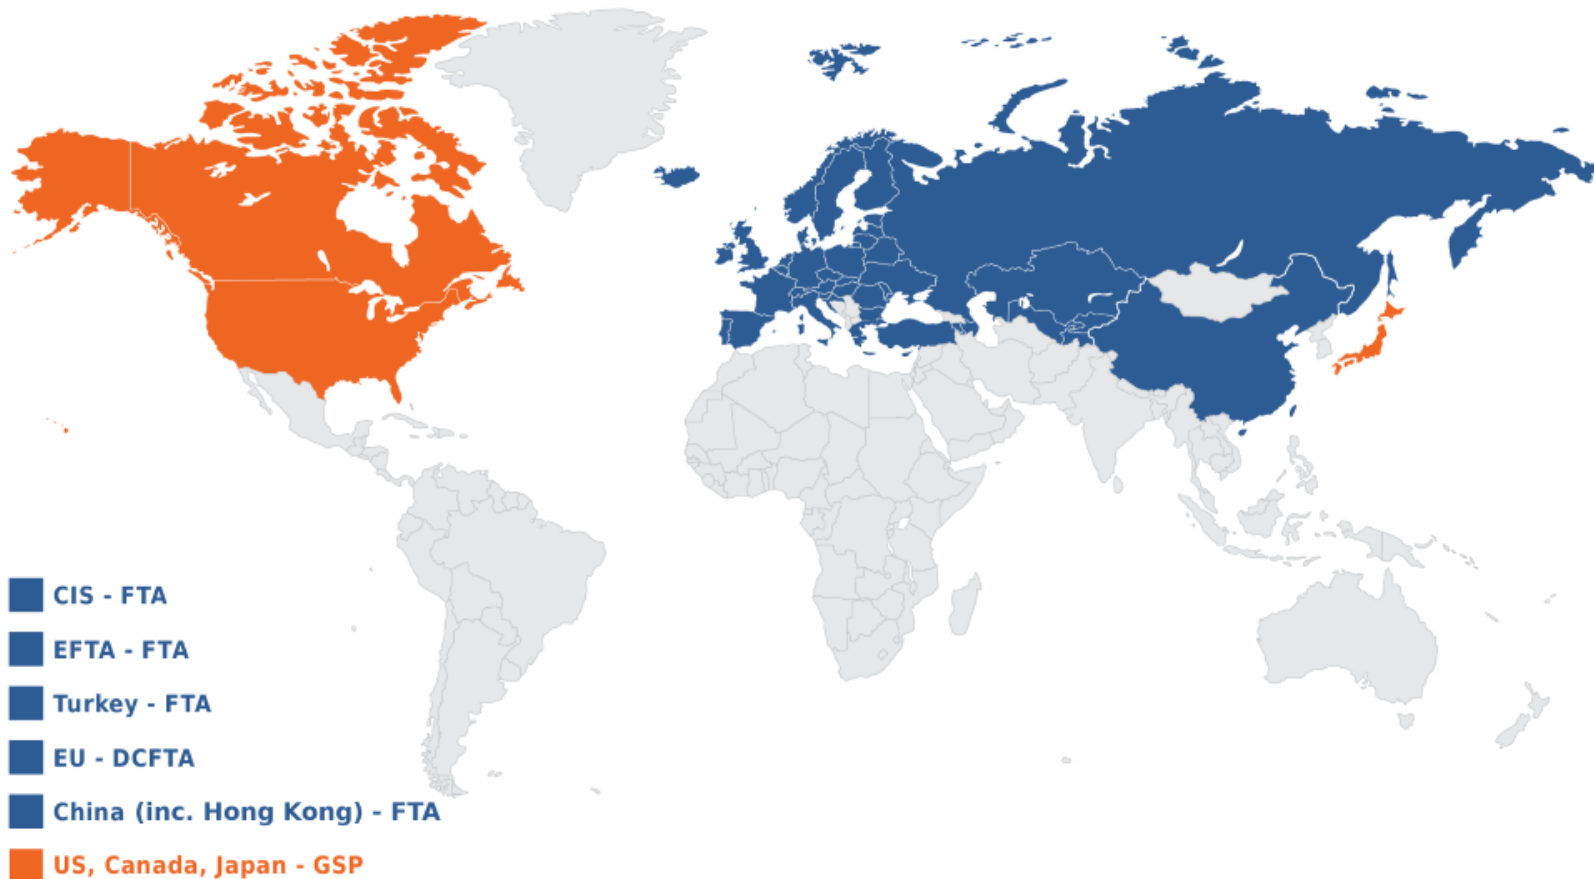 CIS - FTA
EFTA - FTA
Turkey - FTA
EU - DCFTA
China (inc. Hong Kong) - FTA
US, Canada, Japan - GSP